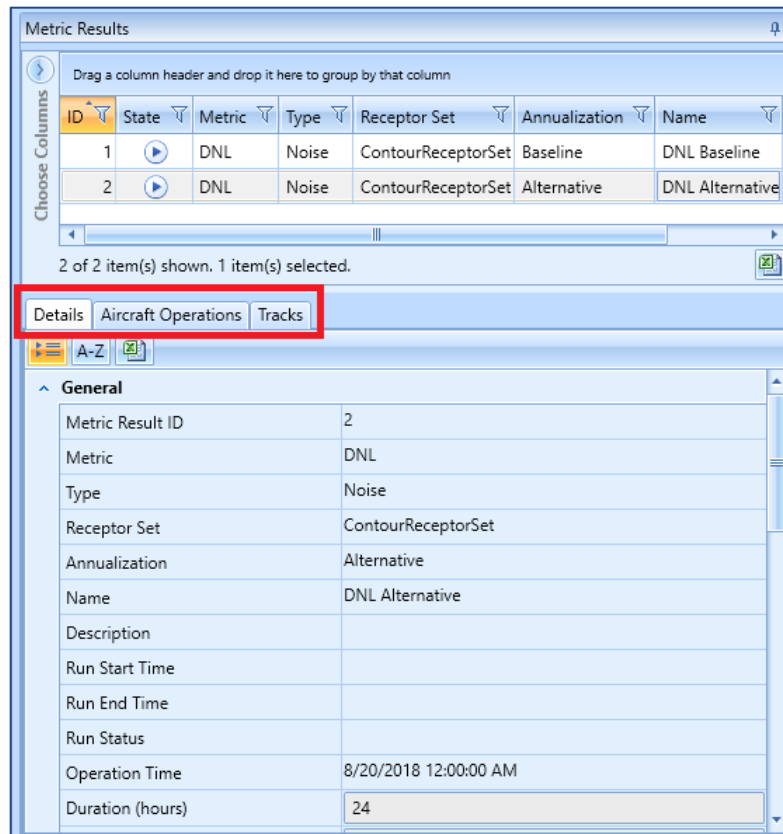 Metric Results
Drag a column header and drop it here to group by that column
Choose Columns
ID State Metric Type Receptor Set Annualization Name
1 DNL Noise ContourReceptorSet Baseline DNL Baseline
2 DNL Noise ContourReceptorSet Alternative DNL Alternative
2 of 2 item(s) shown. 1 item(s) selected.
Details Aircraft Operations Tracks
A-Z
General
Metric Result ID 2
Metric DNL
Type Noise
Receptor Set ContourReceptorSet
Annualization Alternative
Name DNL Alternative
Description
Run Start Time
Run End Time
Run Status
Operation Time 8/20/2018 12:00:00 AM
Duration (hours) 24